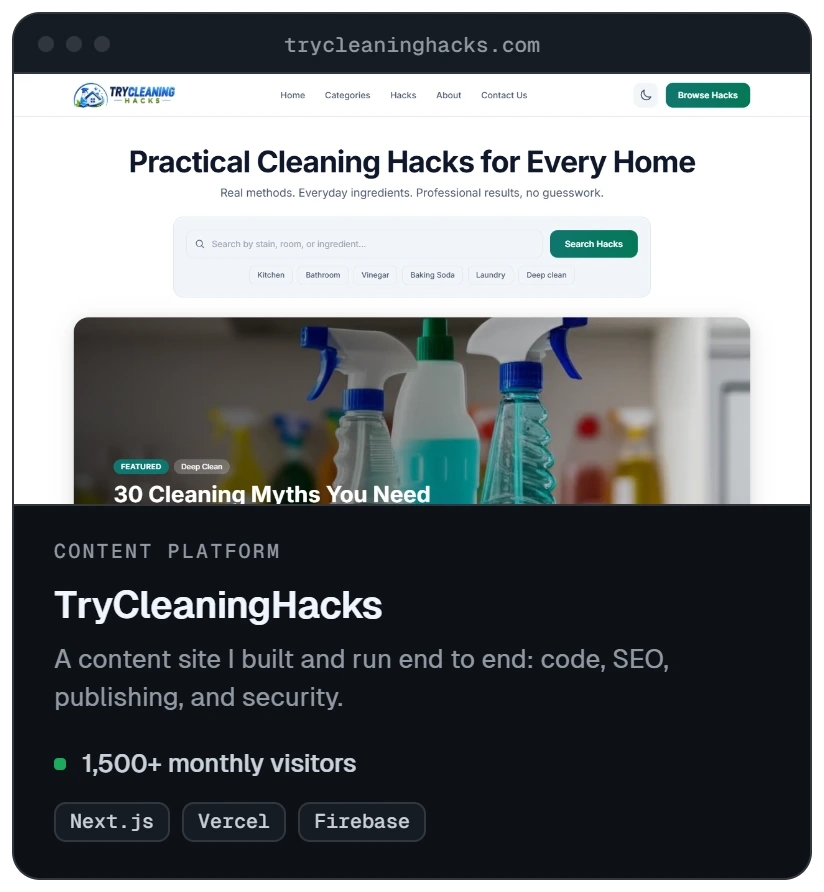 trycleaninghacks.com
TRYCLEANING
HACKS
Home Categories Hacks About Contact Us
Browse Hacks
Practical Cleaning Hacks for Every Home
Real methods. Everyday ingredients. Professional results, no guesswork.
Search by stain, room, or ingredient...
Search Hacks
Kitchen Bathroom Vinegar Baking Soda Laundry Deep clean
FEATURED Deep Clean
30 Cleaning Myths You Need
CONTENT PLATFORM
TryCleaningHacks
A content site I built and run end to end: code, SEO,
publishing, and security.
1,500+ monthly visitors
Next.js Vercel Firebase